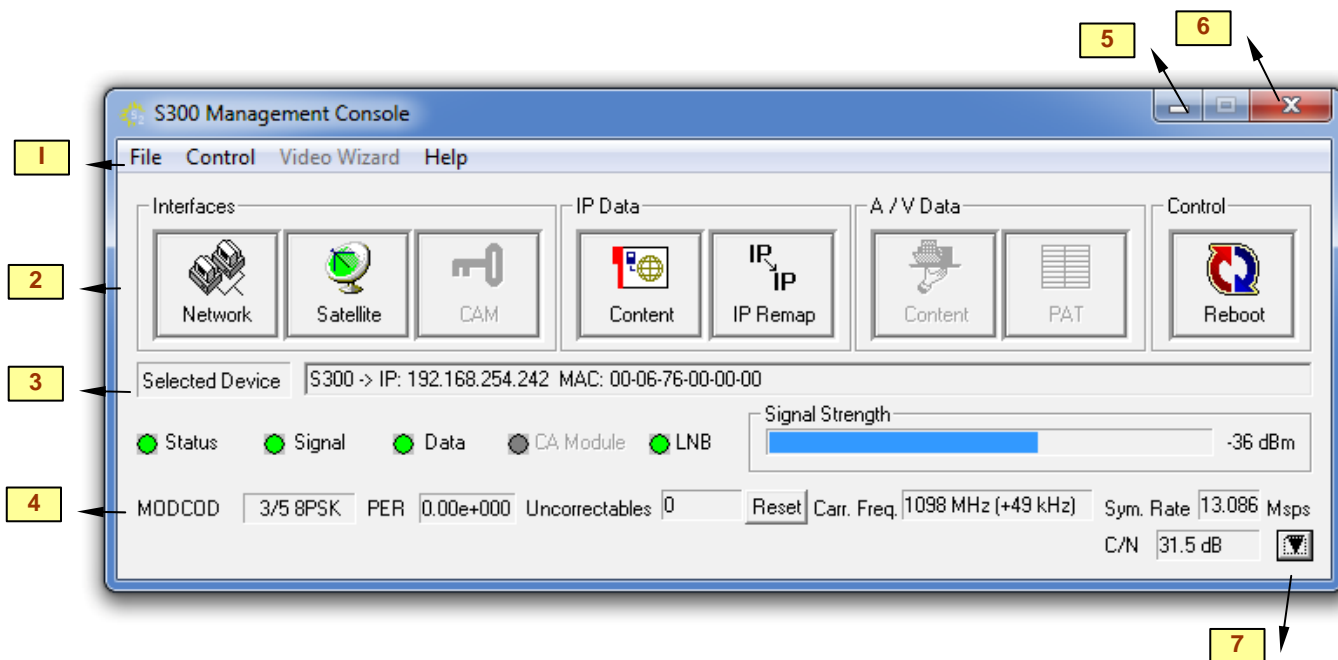 5
6
S300 Management Console
I
File Control Video Wizard Help
Interfaces
IP Data
A / V Data
Control
2
Network
Satellite
CAM
Content
IP
IP
IP Remap
Content
PAT
Reboot
3
Selected Device S300 -> IP: 192.168.254.242 MAC: 00-06-76-00-00-00
Signal Strength
Status Signal Data CA Module LNB
-36 dBm
4
MODCOD 3/5 8PSK PER 0.00e+000 Uncorrectables 0 Reset Carr. Freq. 1098 MHz (+49 kHz) Sym. Rate 13.086 Msps
C/N 31.5 dB
7